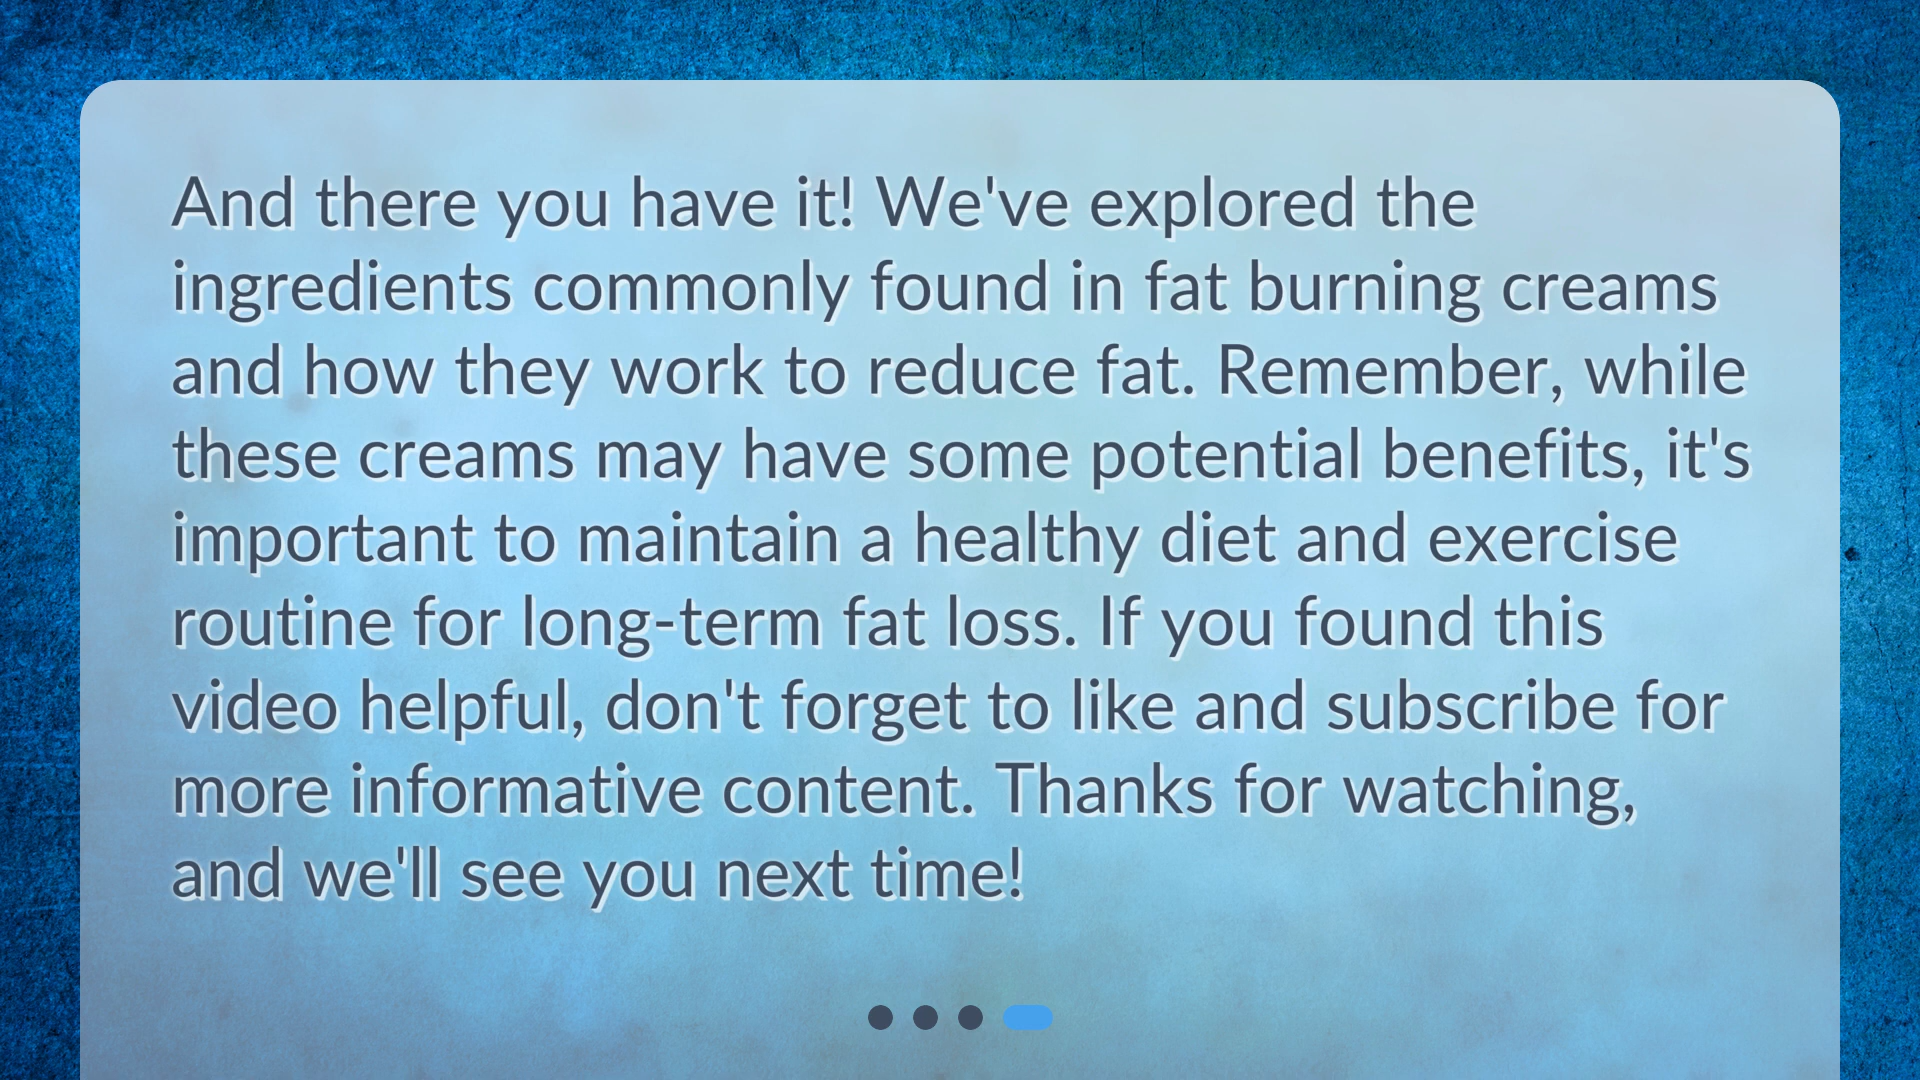 And there you have it! We've explored the
ingredients commonly found in fat burning creams
and how they work to reduce fat. Remember, while
these creams may have some potential benefits, it's
important to maintain a healthy diet and exercise
routine for long-term fat loss. If you found this
video helpful, don't forget to like and subscribe for
more informative content. Thanks for watching,
and we'll see you next time!